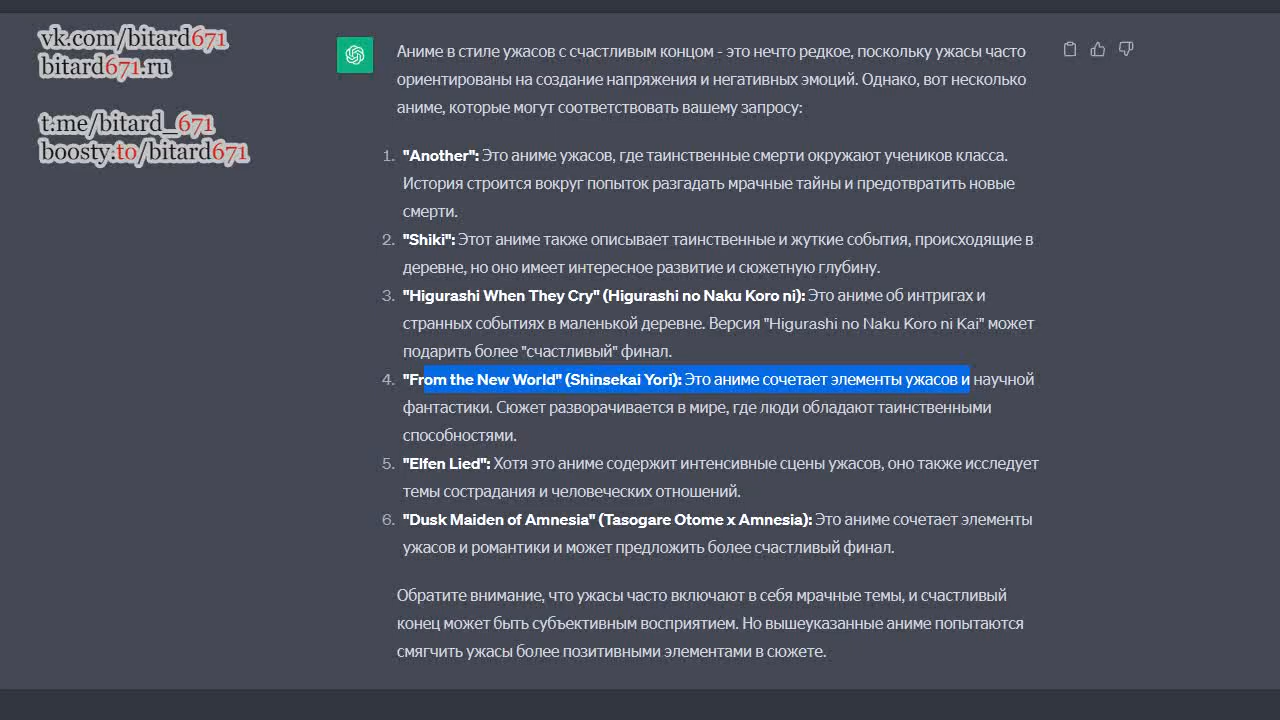 vk.com/bitard671
bitard671.ru
t.me/bitard_671
boosty.to/bitard671
Аниме в стиле ужасов с счастливым концом - это нечто редкое, поскольку ужасы часто
ориентированы на создание напряжения и негативных эмоций. Однако, вот несколько
аниме, которые могут соответствовать вашему запросу:
1. "Another": Это аниме ужасов, где таинственные смерти окружают учеников класса.
История строится вокруг попыток разгадать мрачные тайны и предотвратить новые
смерти.
2. "Shiki": Этот аниме также описывает таинственные и жуткие события, происходящие в
деревне, но оно имеет интересное развитие и сюжетную глубину.
3. "Higurashi When They Cry" (Higurashi no Naku Koro ni): Это аниме об интригах и
странных событиях в маленькой деревне. Версия "Higurashi no Naku Koro ni Kai" может
подарить более "счастливый" финал.
4. "From the New World" (Shinsekai Yori): Это аниме сочетает элементы ужасов и научной
фантастики. Сюжет разворачивается в мире, где люди обладают таинственными
способностями.
5. "Elfen Lied": Хотя это аниме содержит интенсивные сцены ужасов, оно также исследует
темы сострадания и человеческих отношений.
6. "Dusk Maiden of Amnesia" (Tasogare Otome x Amnesia): Это аниме сочетает элементы
ужасов и романтики и может предложить более счастливый финал.
Обратите внимание, что ужасы часто включают в себя мрачные темы, и счастливый
конец может быть субъективным восприятием. Но вышеуказанные аниме попытаются
смягчить ужасы более позитивными элементами в сюжете.